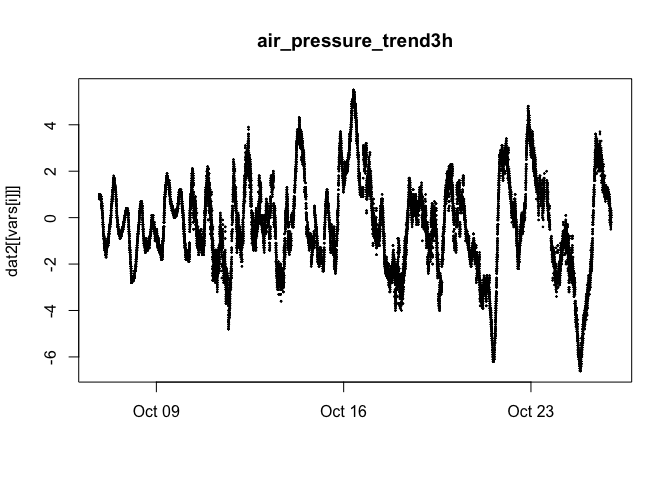 air_pressure_trend3h
dat2[[vars[i]]]
4
2
0
-2
-4
-6
Oct 09 Oct 16 Oct 23